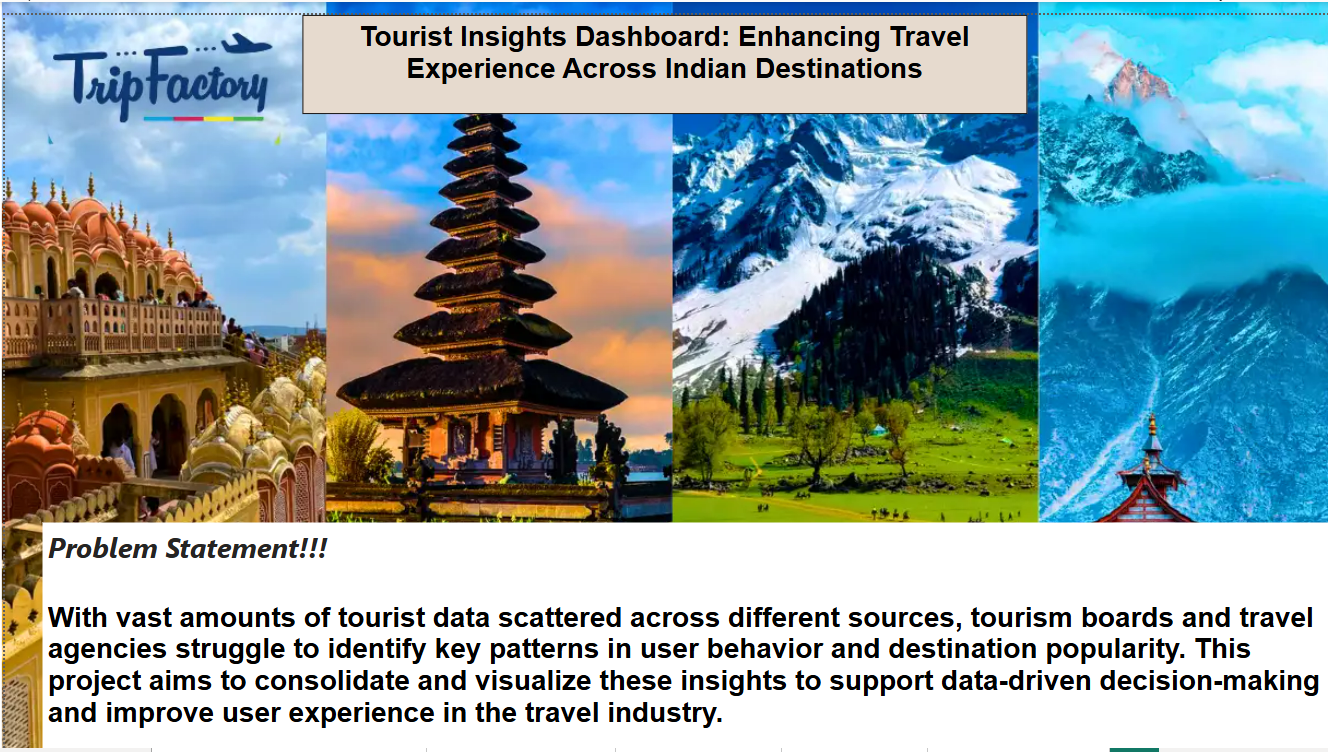 TripFactory
Tourist Insights Dashboard: Enhancing Travel
Experience Across Indian Destinations
Problem Statement!!!
With vast amounts of tourist data scattered across different sources, tourism boards and travel
agencies struggle to identify key patterns in user behavior and destination popularity. This
project aims to consolidate and visualize these insights to support data-driven decision-making
and improve user experience in the travel industry.